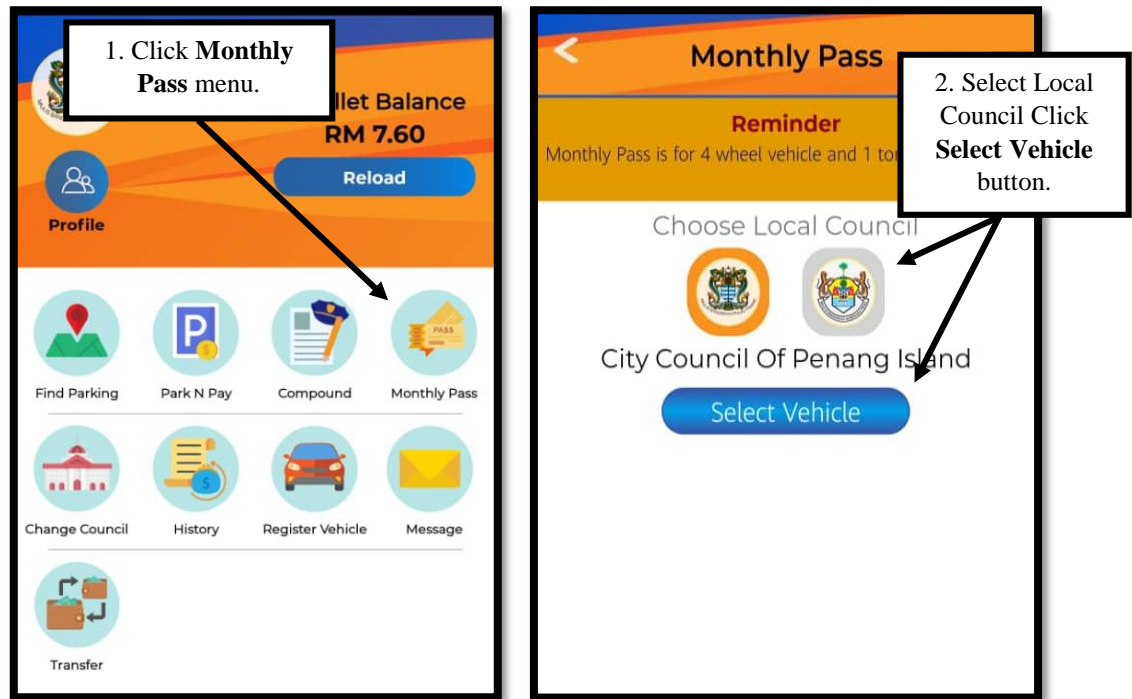 1. Click Monthly
Pass menu.
Balance
RM 7.60
Reload
Profile
Find Parking
Park N Pay
Compound
PASS
Monthly Pass
Change Council
History
Register Vehicle
Message
Transfer
Monthly Pass
2. Select Local
Council Click
Select Vehicle
button.
Reminder
Monthly Pass is for 4 wheel vehicle and 1
Choose Local Council
City Council Of Penang Island
Select Vehicle